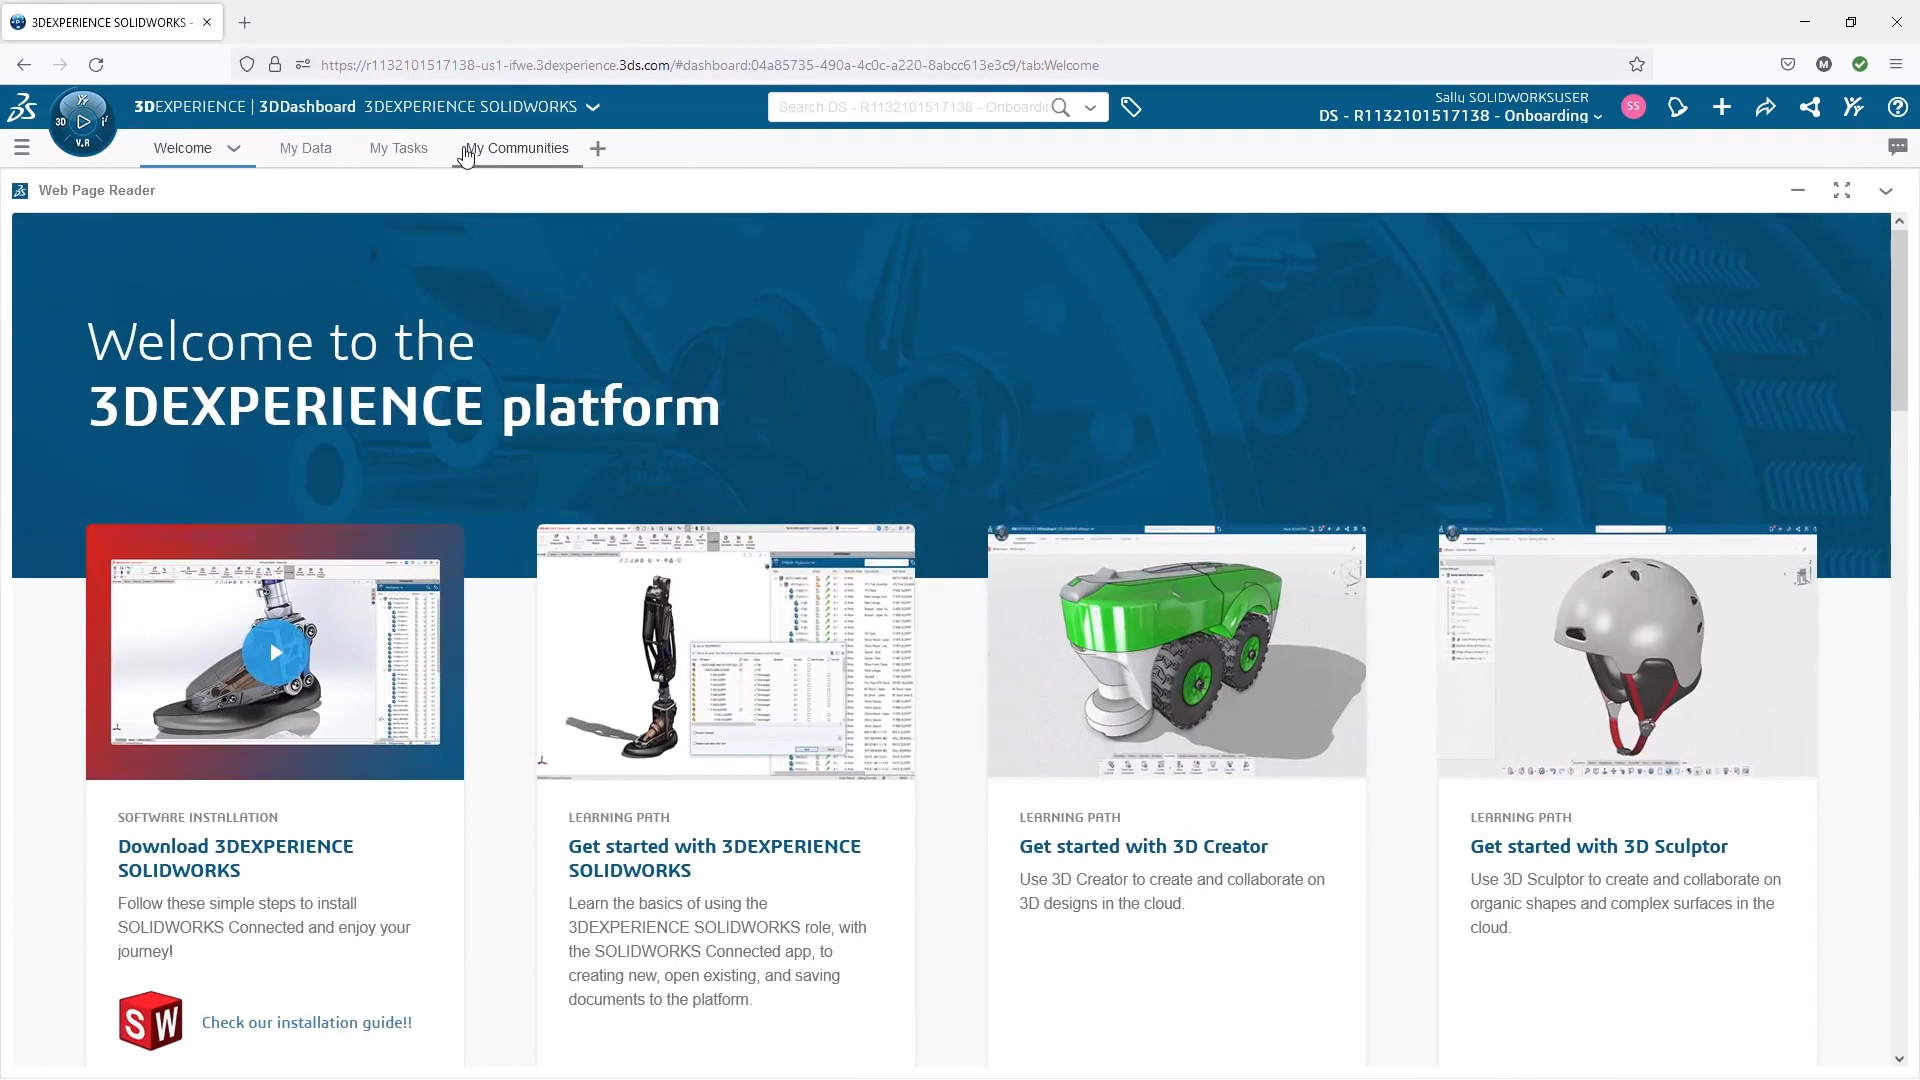 3DEXPERIENCE SOLIDWORKS -
https://r1132101517138-us1-ifwe.3dexperience.3ds.com/#dashboard:04a85735-490a-4c0c-a220-8abcc613e3c9/tab:Welcome
M
3DEXPERIENCE | 3DDashboard 3DEXPERIENCE SOLIDWORKS
Search DS - R1132101517138 - Onboardir
Sally SOLIDWORKSUSER
DS - R1132101517138 - Onboarding
SS
3D
V.R
Welcome
My Data
My Tasks
My Communities
Web Page Reader
Welcome to the
3DEXPERIENCE platform
SOFTWARE INSTALLATION
Download 3DEXPERIENCE
SOLIDWORKS
Follow these simple steps to install
SOLIDWORKS Connected and enjoy your
journey!
SW
Check our installation guide!!
LEARNING PATH
Get started with 3DEXPERIENCE
SOLIDWORKS
Learn the basics of using the
3DEXPERIENCE SOLIDWORKS role, with
the SOLIDWORKS Connected app, to
creating new, open existing, and saving
documents to the platform.
LEARNING PATH
Get started with 3D Creator
Use 3D Creator to create and collaborate on
3D designs in the cloud.
LEARNING PATH
Get started with 3D Sculptor
Use 3D Sculptor to create and collaborate on
organic shapes and complex surfaces in the
cloud.